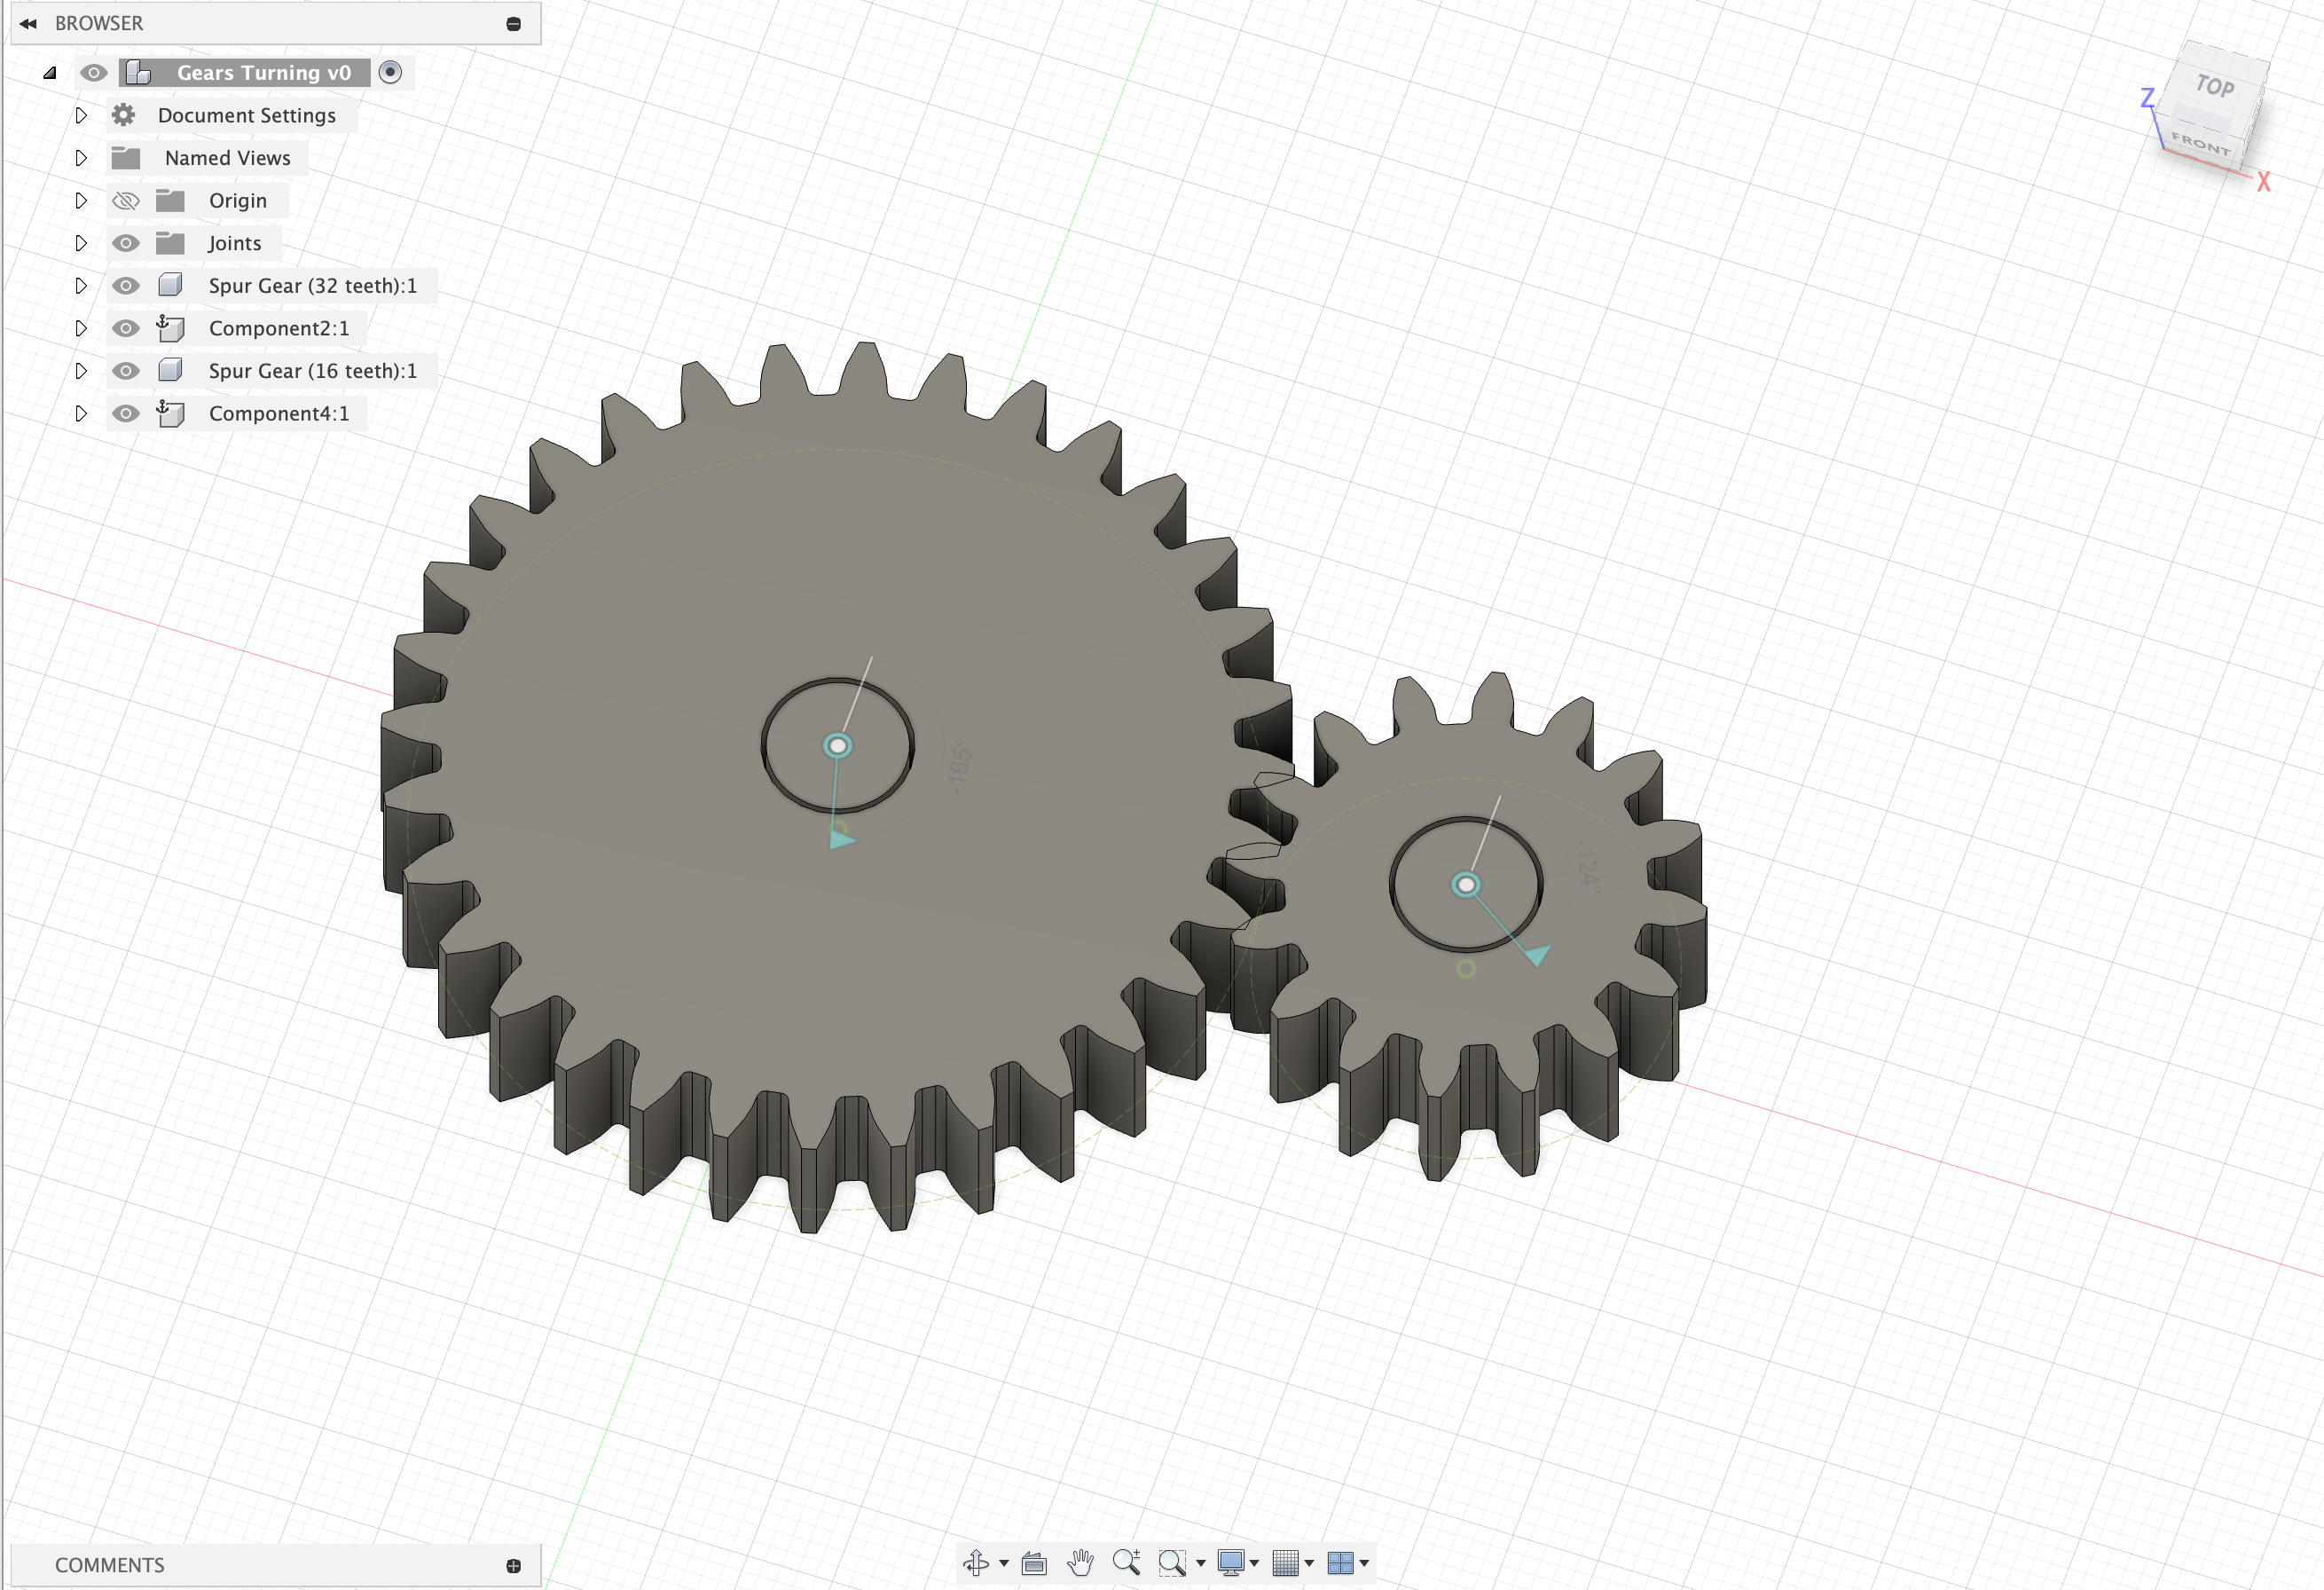 BROWSER
Gears Turning v0
Document Settings
Named Views
Origin
Joints
Spur Gear (32 teeth):1
Component2:1
Spur Gear (16 teeth):1
Component4:1
TOP
FRONT
Z
X
-165°
-124°
COMMENTS